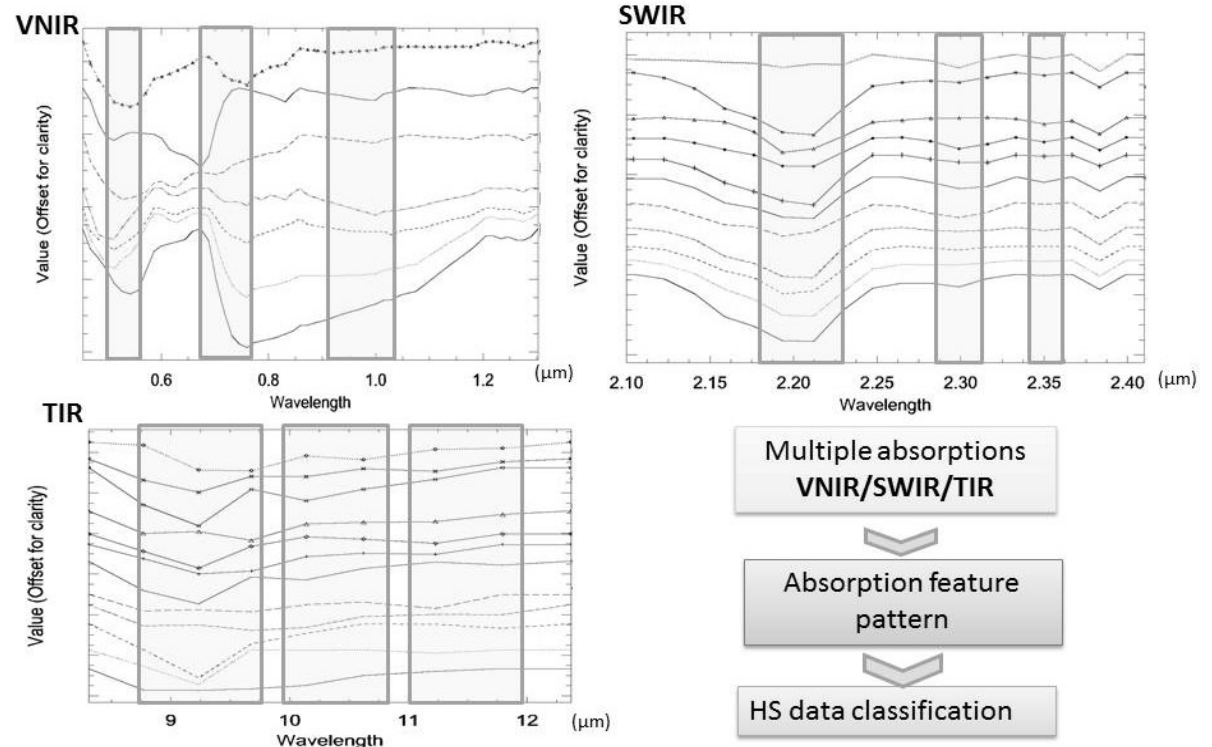 VNIR
Value (Offset for clarity)
0.6 0.8 1.0 1.2 (μm)
Wavelength
SWIR
Value (Offset for clarity)
2.10 2.15 2.20 2.25 2.30 2.35 2.40 (μm)
Wavelength
TIR
Value (Offset for clarity)
9 10 11 12 (μm)
Wavelength
Multiple absorptions
VNIR/SWIR/TIR
Absorption feature
pattern
HS data classification